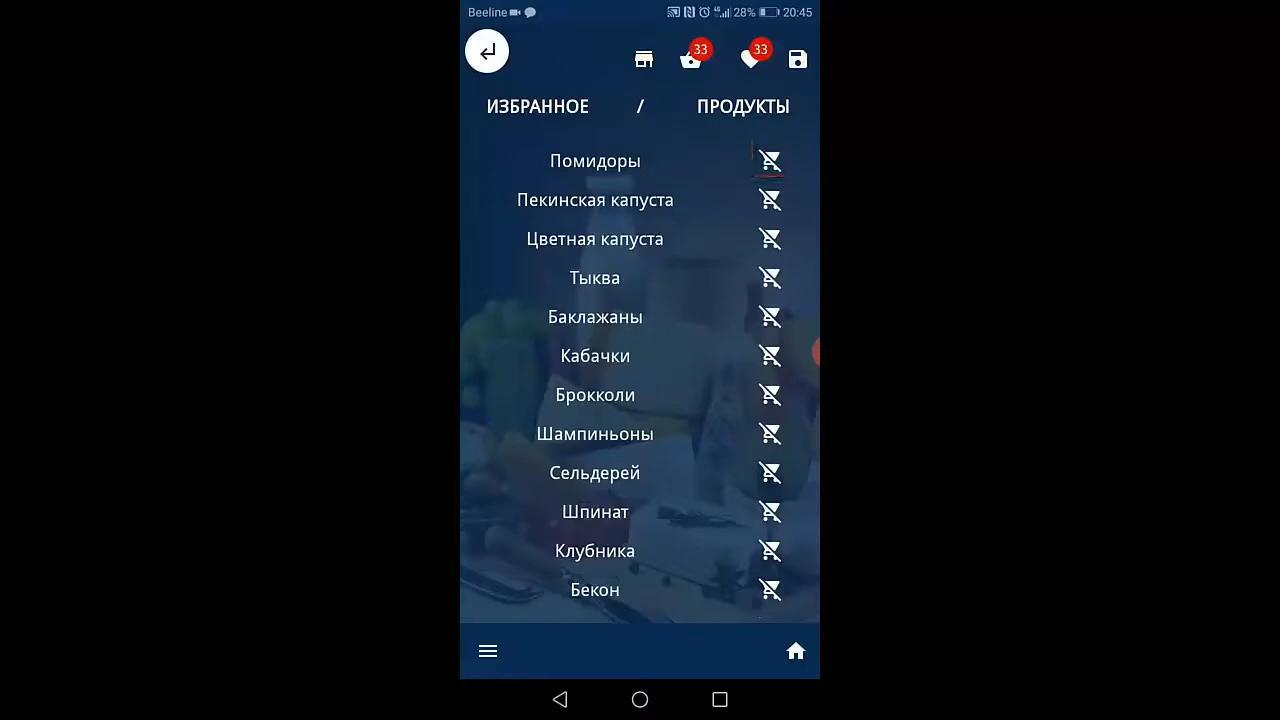 Beeline 4G 28% 20:45
33 33
ИЗБРАННОЕ / ПРОДУКТЫ
Помидоры
Пекинская капуста
Цветная капуста
Тыква
Баклажаны
Кабачки
Брокколи
Шампиньоны
Сельдерей
Шпинат
Клубника
Бекон